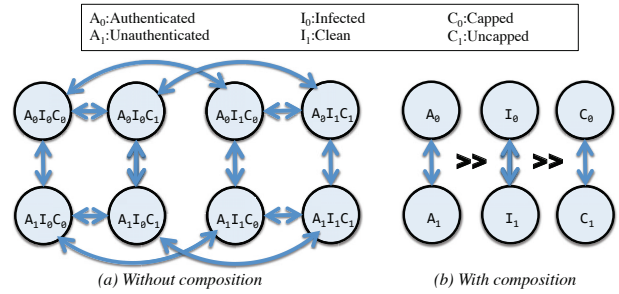 A₀:Authenticated I₀:Infected C₀:Capped
A₁:Unauthenticated I₁:Clean C₁:Uncapped
A₀I₀C₀ A₀I₀C₁ A₀I₁C₀ A₀I₁C₁ A₀ I₀ C₀
>> >>
A₁I₀C₀ A₁I₀C₁ A₁I₁C₀ A₁I₁C₁ A₁ I₁ C₁
(a) Without composition (b) With composition